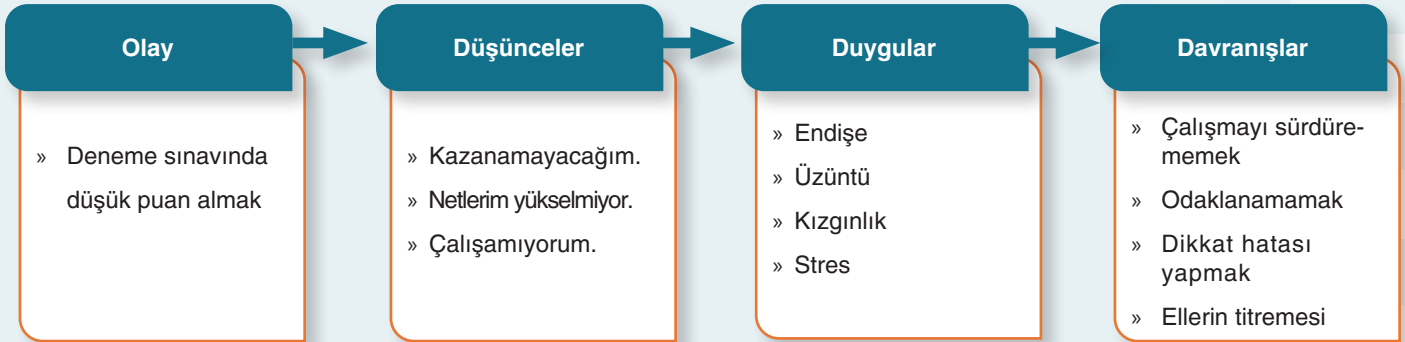 Olay
» Deneme sınavında
düşük puan almak
Düşünceler
» Kazanamayacağım.
» Netlerim yükselmiyor.
» Çalışamıyorum.
Duygular
» Endişe
» Üzüntü
» Kızgınlık
» Stres
Davranışlar
» Çalışmayı sürdüre-
memek
» Odaklanamamak
» Dikkat hatası
yapmak
» Ellerin titremesi